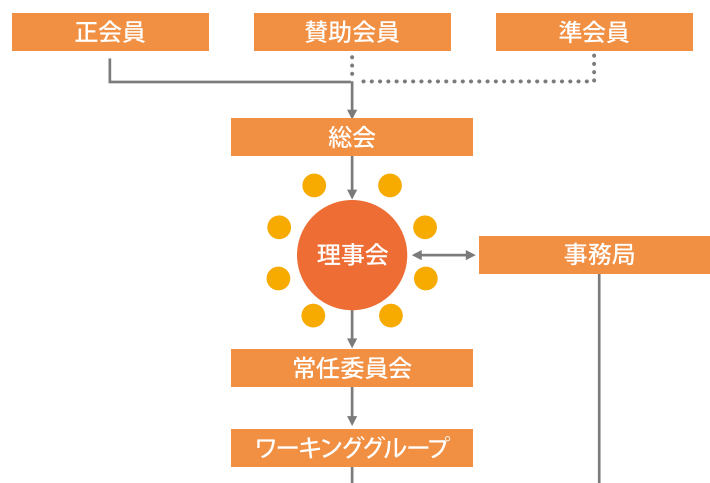 正会員
賛助会員
準会員
総会
理事会
事務局
常任委員会
ワーキンググループ